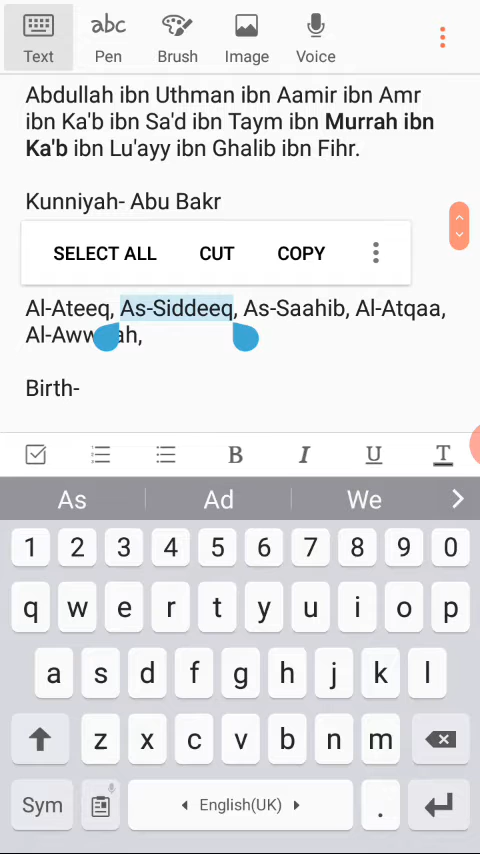 Text Pen Brush Image Voice
Abdullah ibn Uthman ibn Aamir ibn Amr
ibn Ka'b ibn Sa'd ibn Taym ibn Murrah ibn
Ka'b ibn Lu'ayy ibn Ghalib ibn Fihr.
Kunniyah- Abu Bakr
SELECT ALL CUT COPY
Al-Ateeq, As-Siddeeq, As-Saahib, Al-Atqaa,
Birth-
B I U T
As Ad We
1 2 3 4 5 6 7 8 9 0
q w e r t y u i o p
a s d f g h j k l
z x c v b n m
Sym English(UK) .